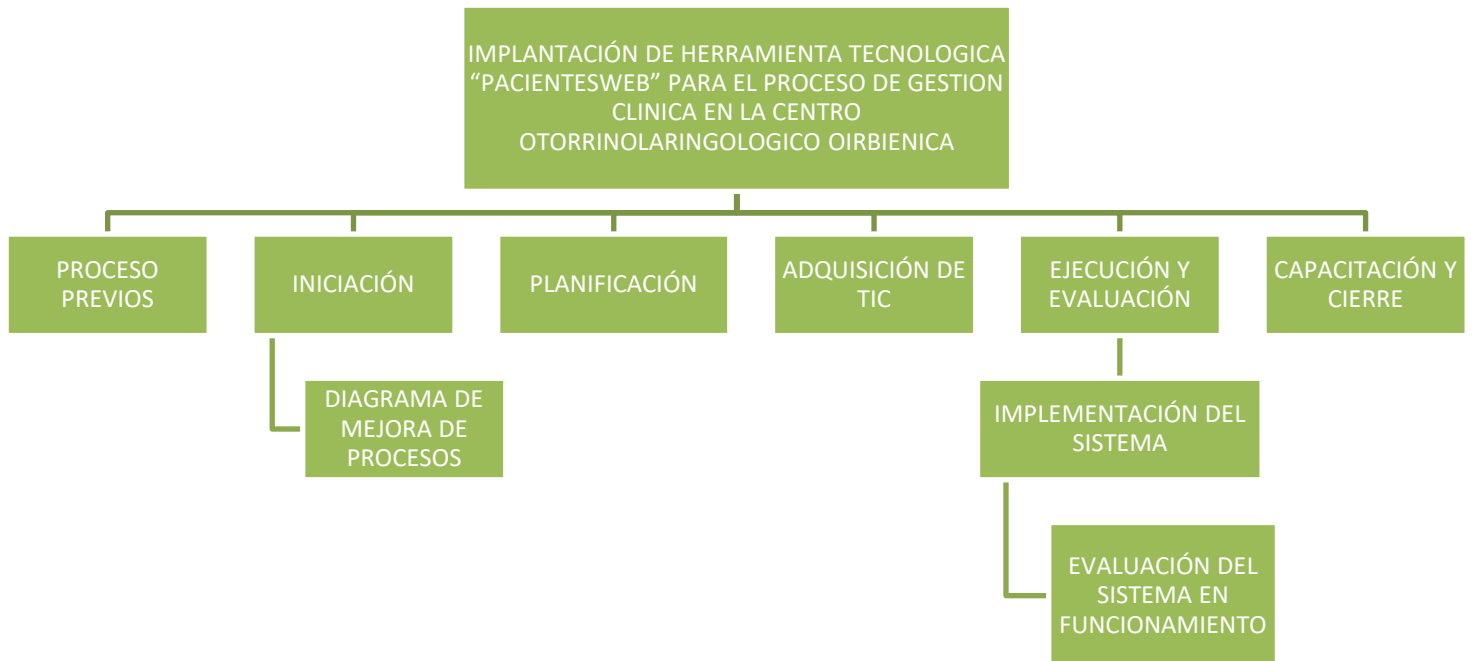 IMPLANTACIÓN DE HERRAMIENTA TECNOLOGICA
“PACIENTESWEB” PARA EL PROCESO DE GESTION
CLINICA EN LA CENTRO
OTORRINOLARINGOLOGICO OIRBIENICA
PROCESO
PREVIOS
INICIACIÓN
PLANIFICACIÓN
ADQUISICIÓN DE
TIC
EJECUCIÓN Y
EVALUACIÓN
CAPACITACIÓN Y
CIERRE
DIAGRAMA DE
MEJORA DE
PROCESOS
IMPLEMENTACIÓN DEL
SISTEMA
EVALUACIÓN DEL
SISTEMA EN
FUNCIONAMIENTO